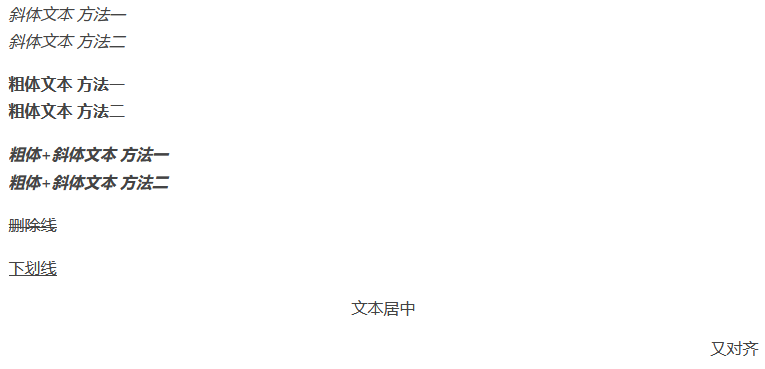 斜体文本 方法一
斜体文本 方法二
粗体文本 方法一
粗体文本 方法二
粗体+斜体文本 方法一
粗体+斜体文本 方法二
删除线
下划线
文本居中
又对齐